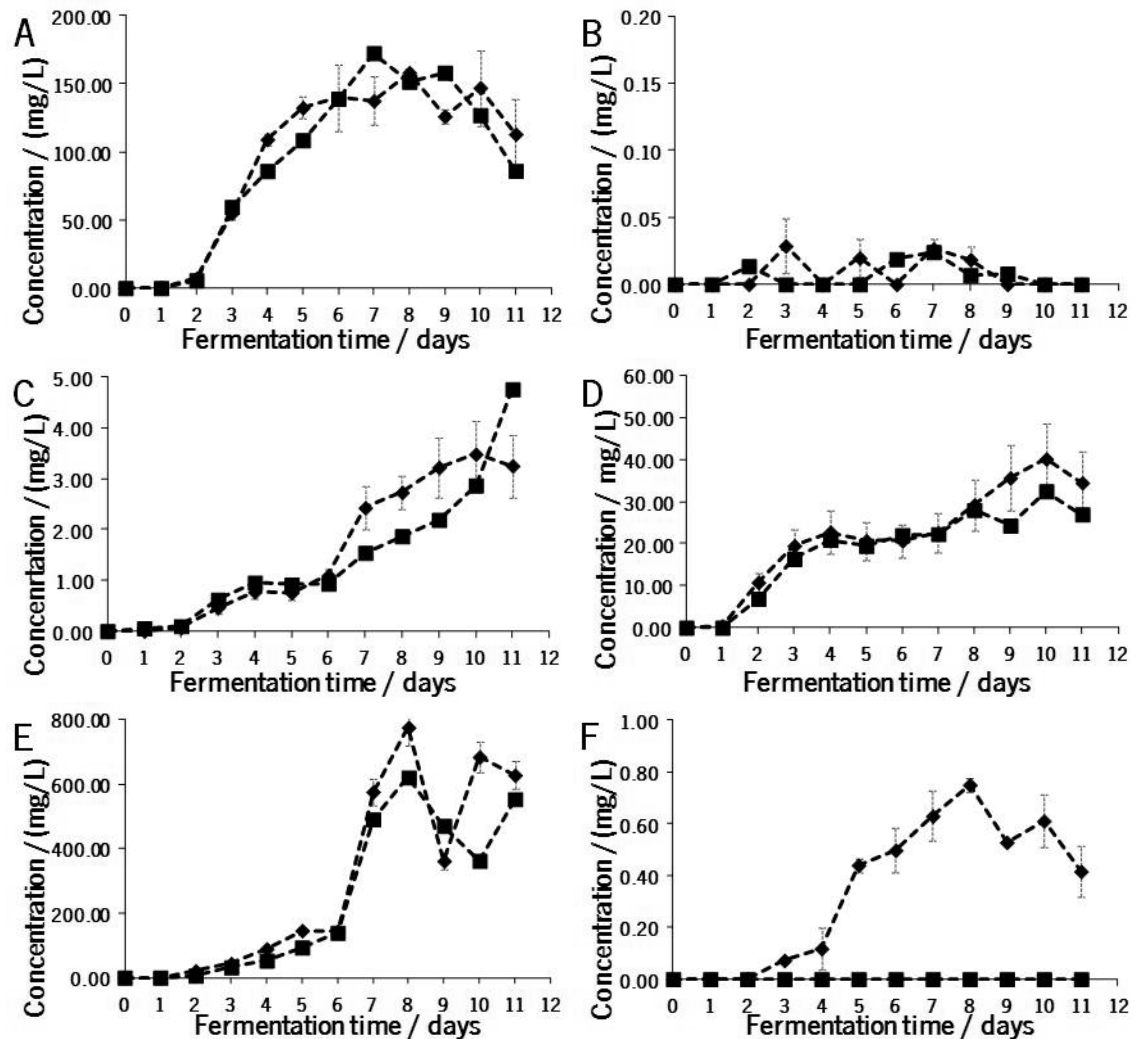 A
200.00
150.00
100.00
50.00
0.00
Concentration / (mg/L)
0 1 2 3 4 5 6 7 8 9 10 11 12
Fermentation time / days
B
0.20
0.15
0.10
0.05
0.00
Concentration / (mg/L)
0 1 2 3 4 5 6 7 8 9 10 11 12
Fermentation time / days
C
5.00
4.00
3.00
2.00
1.00
0.00
Concenrtation / (mg/L)
0 1 2 3 4 5 6 7 8 9 10 11 12
Fermentation time / days
D
60.00
50.00
40.00
30.00
20.00
10.00
0.00
Concentration / mg/L)
0 1 2 3 4 5 6 7 8 9 10 11 12
Fermentation time / days
E
800.00
600.00
400.00
200.00
0.00
Concentration / (mg/L)
0 1 2 3 4 5 6 7 8 9 10 11 12
Fermentation time / days
F
1.00
0.80
0.60
0.40
0.20
0.00
Concentration / (mg/L)
0 1 2 3 4 5 6 7 8 9 10 11 12
Fermentation time / days